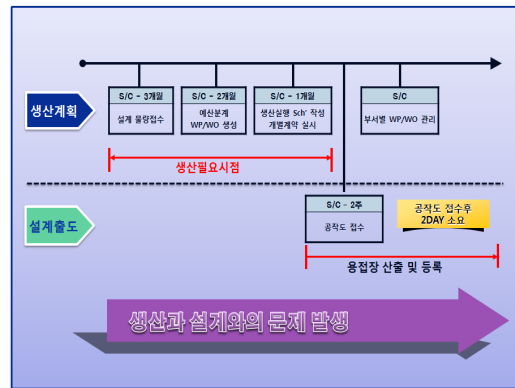 S/C - 3개월
S/C - 2개월
S/C - 1개월
S/C
생산계획
설계 물량접수
예산분계
WP/WO 생성
생산실행 Sch' 작성
개별계약 실시
부서별 WP/WO 관리
생산필요시점
S/C - 2주
설계출도
공작도 접수
공작도 접수후
2DAY 소요
용접장 산출 및 등록
생산과 설계와의 문제 발생